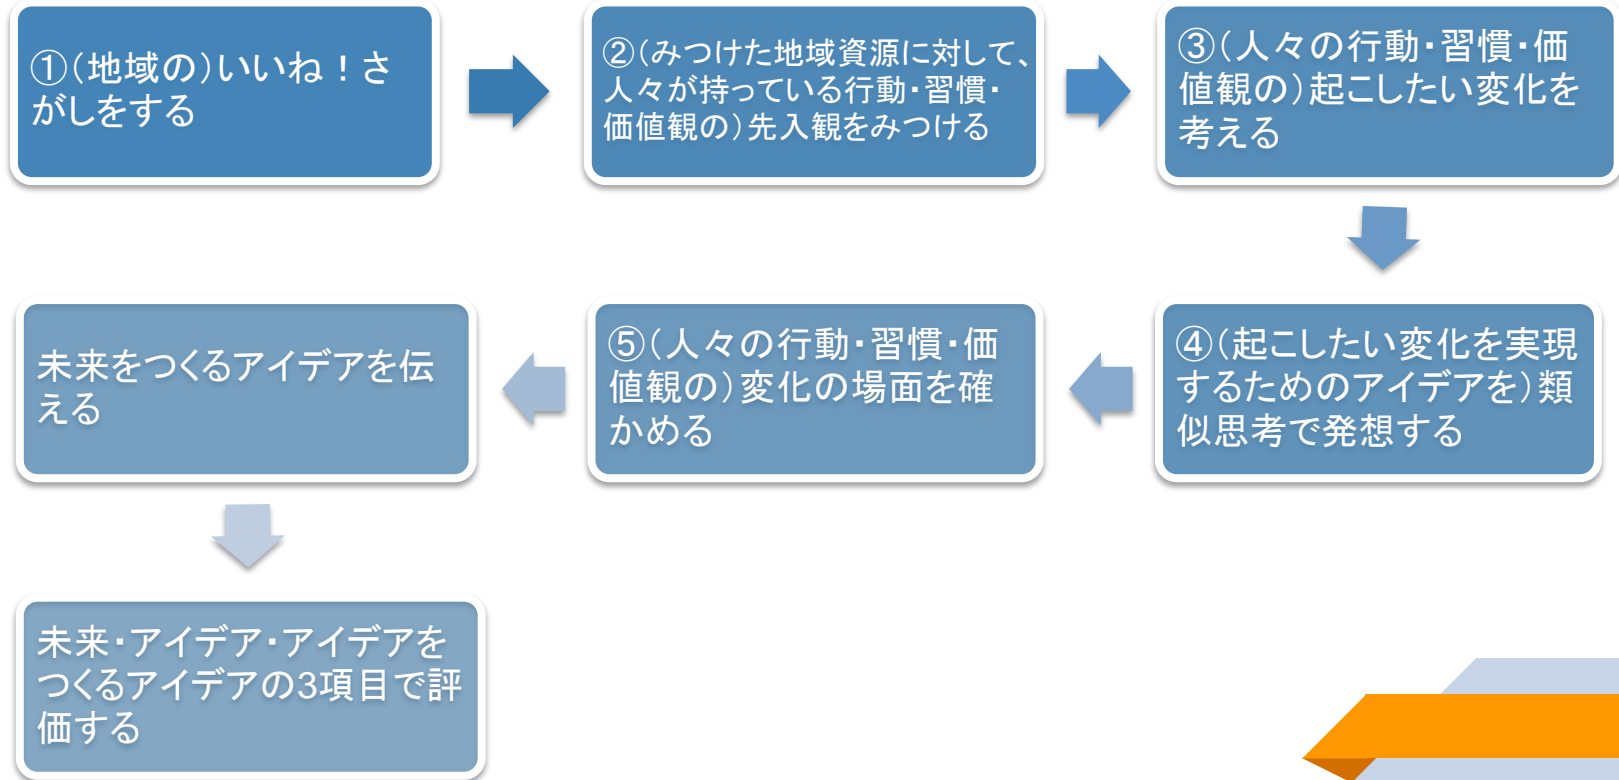 ①(地域の)いいね！さ
がしをする
②(みつけた地域資源に対して、
人々が持っている行動・習慣・
価値観の)先入観をみつける
③(人々の行動・習慣・価
値観の)起こしたい変化を
考える
④(起こしたい変化を実現
するためのアイデアを)類
似思考で発想する
⑤(人々の行動・習慣・価
値観の)変化の場面を確
かめる
未来をつくるアイデアを伝
える
未来・アイデア・アイデアを
つくるアイデアの3項目で評
価する